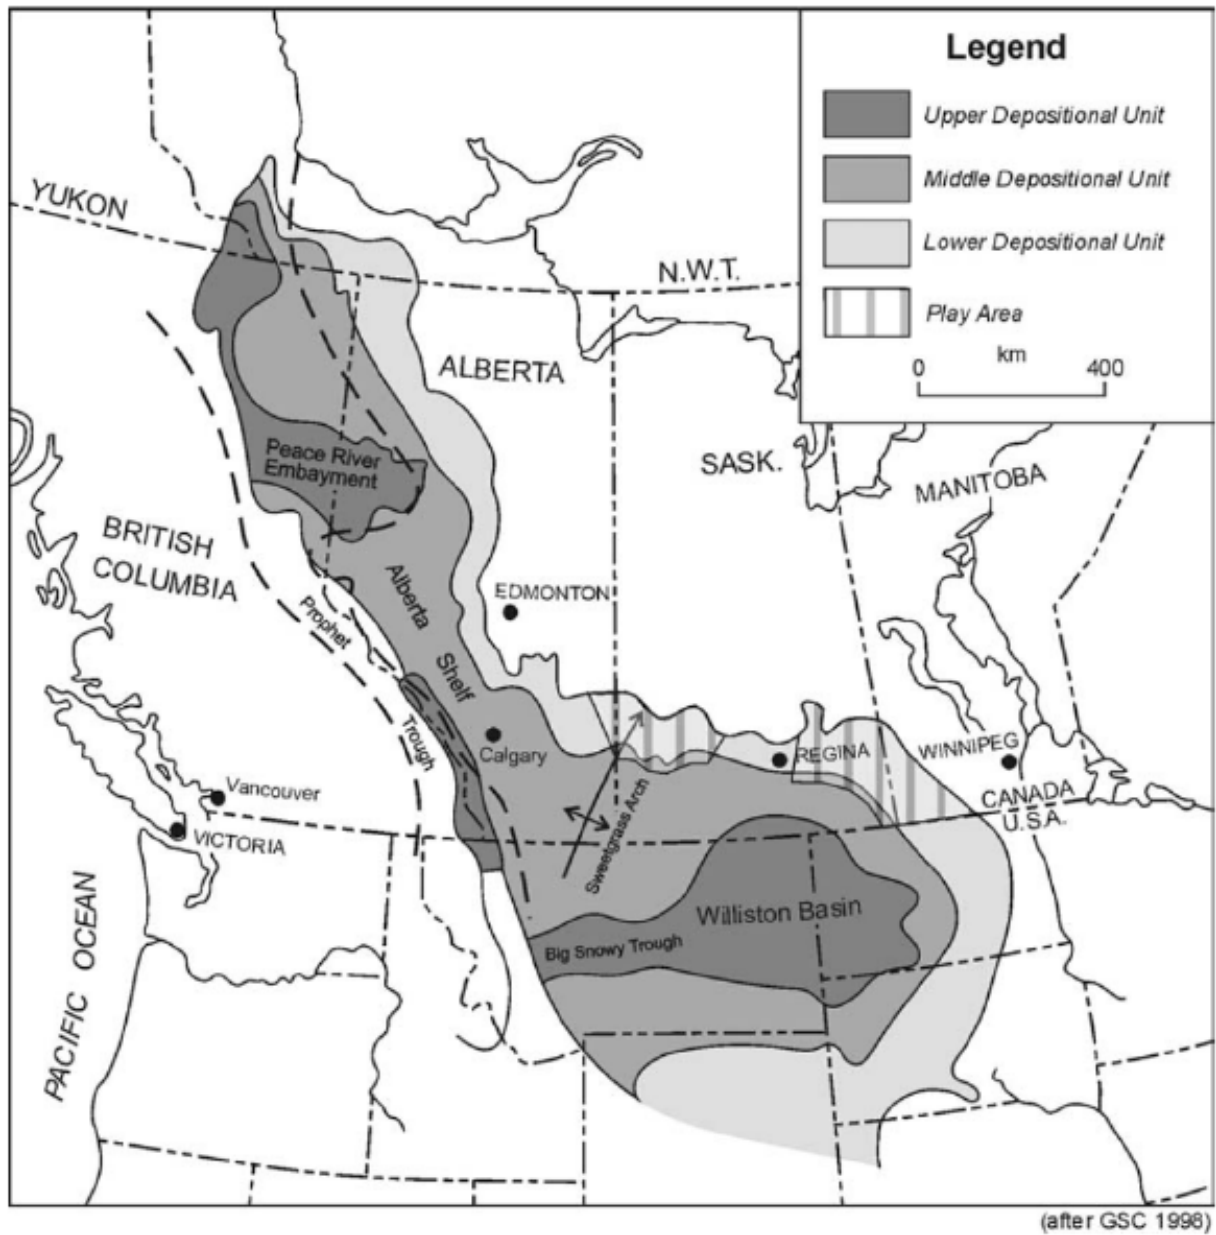 Legend
Upper Depositional Unit
Middle Depositional Unit
Lower Depositional Unit
Play Area
km
0 400
YUKON
N.W.T.
ALBERTA
SASK.
MANITOBA
Peace River
Embayment
BRITISH
COLUMBIA
EDMONTON
Alberta
Shelf
Prophet
Trough
Calgary
REGINA
WINNIPEG
CANADA
U.S.A.
Vancouver
VICTORIA
Sweetgrass Arch
Williston Basin
Big Snowy Trough
PACIFIC OCEAN
(after GSC 1998)